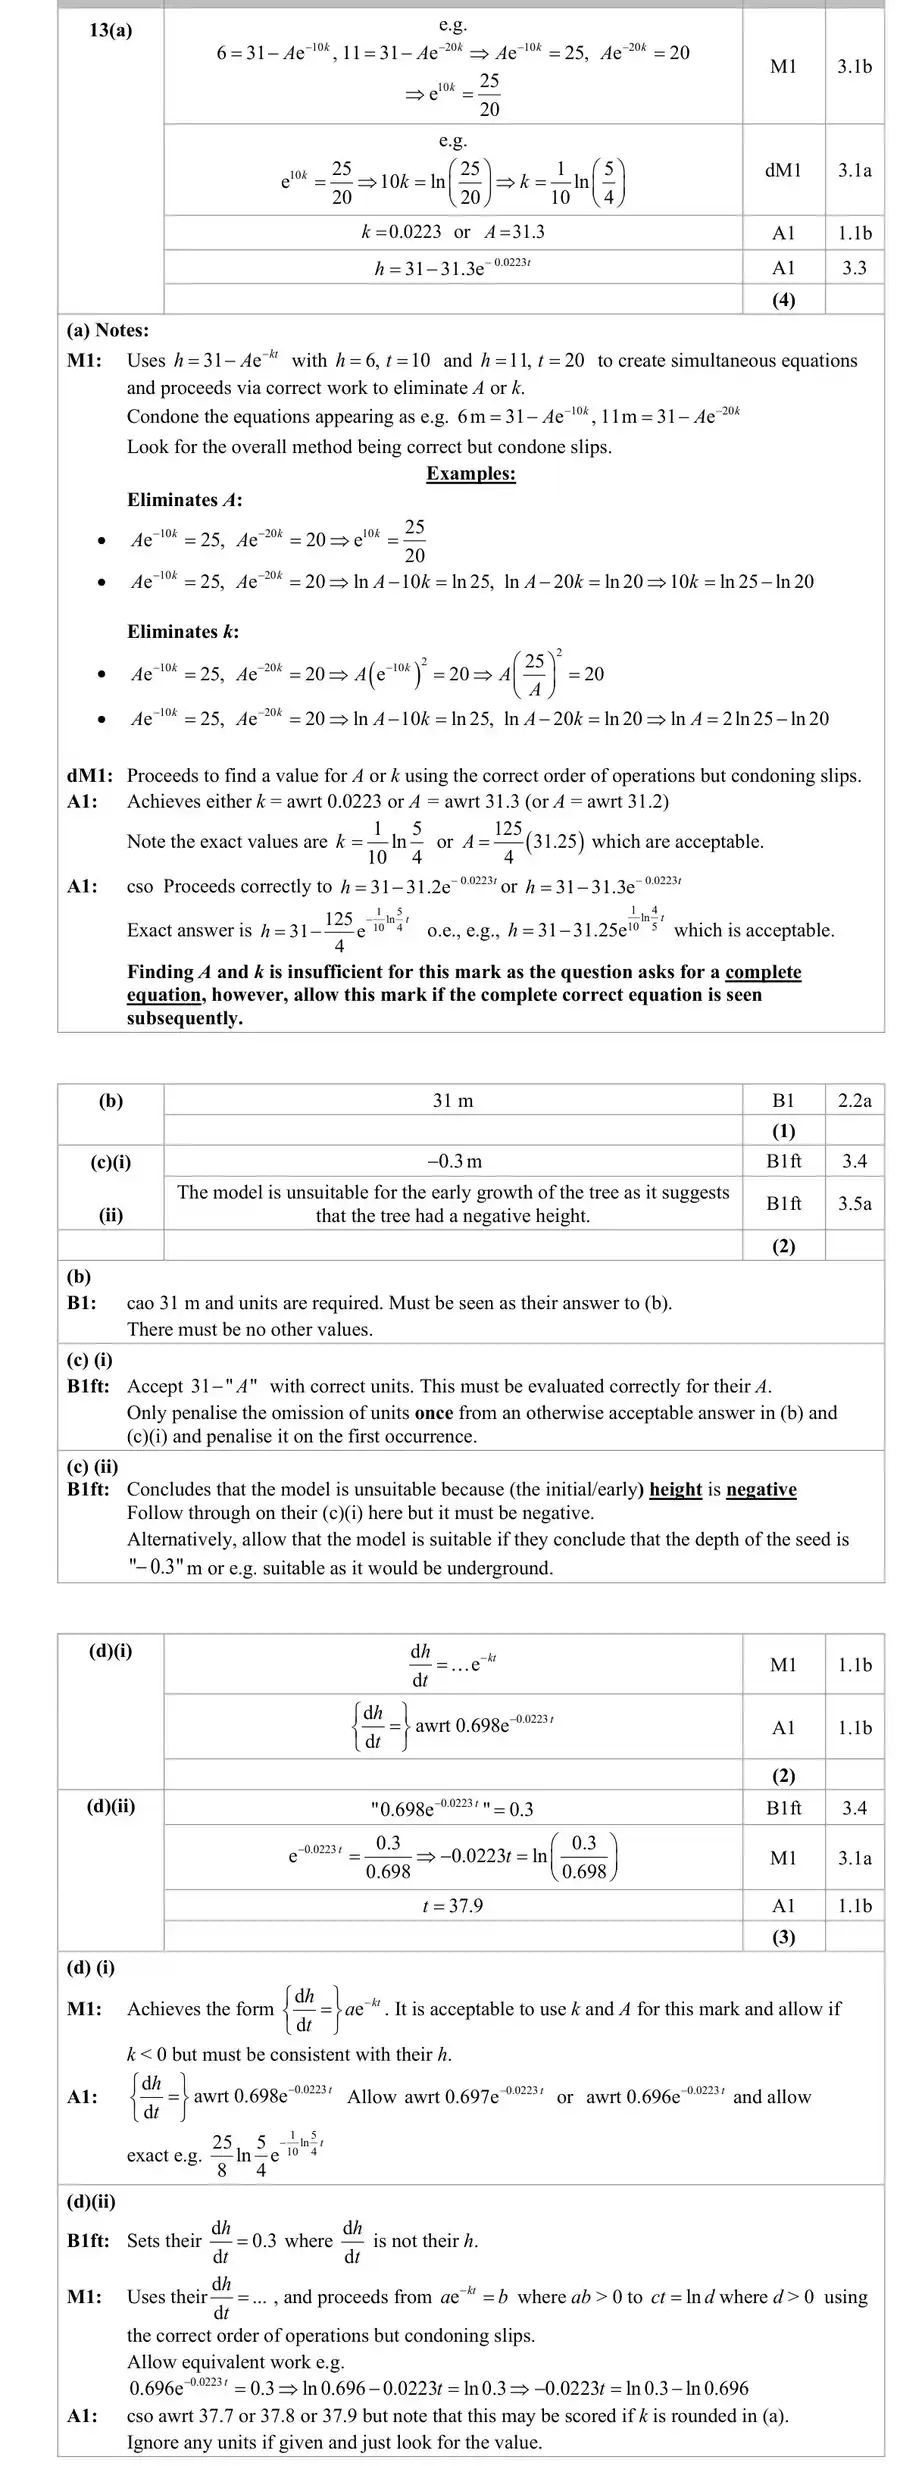 13(a)
e.g.
6 = 31 − Ae^{−10k}, 11 = 31 − Ae^{−20k} ⇒ Ae^{−10k} = 25, Ae^{−20k} = 20
⇒ e^{10k} = 25/20
M1 3.1b
e.g.
e^{10k} = 25/20 ⇒ 10k = ln(25/20) ⇒ k = 1/10 ln(5/4)
dM1 3.1a
k = 0.0223 or A = 31.3 A1 1.1b
h = 31 − 31.3e^{−0.0223t} A1 3.3
(4)
(a) Notes:
M1: Uses h = 31 − Ae^{−kt} with h = 6, t = 10 and h = 11, t = 20 to create simultaneous equations
and proceeds via correct work to eliminate A or k.
Condone the equations appearing as e.g. 6 m = 31 − Ae^{−10k}, 11 m = 31 − Ae^{−20k}
Look for the overall method being correct but condone slips.
Examples:
Eliminates A:
• Ae^{−10k} = 25, Ae^{−20k} = 20 ⇒ e^{10k} = 25/20
• Ae^{−10k} = 25, Ae^{−20k} = 20 ⇒ ln A − 10k = ln 25, ln A − 20k = ln 20 ⇒ 10k = ln 25 − ln 20
Eliminates k:
• Ae^{−10k} = 25, Ae^{−20k} = 20 ⇒ A(e^{−10k})^2 = 20 ⇒ A(25/A)^2 = 20
• Ae^{−10k} = 25, Ae^{−20k} = 20 ⇒ ln A − 10k = ln 25, ln A − 20k = ln 20 ⇒ ln A = 2 ln 25 − ln 20
dM1: Proceeds to find a value for A or k using the correct order of operations but condoning slips.
A1: Achieves either k = awrt 0.0223 or A = awrt 31.3 (or A = awrt 31.2)
Note the exact values are k = 1/10 ln 5/4 or A = 125/4 (31.25) which are acceptable.
A1: cso Proceeds correctly to h = 31 − 31.2e^{−0.0223t} or h = 31 − 31.3e^{−0.0223t}
Exact answer is h = 31 − 125/4 e^{−1/10 ln 5/4 t} o.e., e.g., h = 31 − 31.25e^{1/10 ln 4/5 t} which is acceptable.
Finding A and k is insufficient for this mark as the question asks for a complete
equation, however, allow this mark if the complete correct equation is seen
subsequently.
(b) 31 m B1 2.2a
(1)
(c)(i) −0.3 m B1ft 3.4
(ii) The model is unsuitable for the early growth of the tree as it suggests
that the tree had a negative height. B1ft 3.5a
(2)
(b)
B1: cao 31 m and units are required. Must be seen as their answer to (b).
There must be no other values.
(c) (i)
B1ft: Accept 31 − "A" with correct units. This must be evaluated correctly for their A.
Only penalise the omission of units once from an otherwise acceptable answer in (b) and
(c)(i) and penalise it on the first occurrence.
(c) (ii)
B1ft: Concludes that the model is unsuitable because (the initial/early) height is negative
Follow through on their (c)(i) here but it must be negative.
Alternatively, allow that the model is suitable if they conclude that the depth of the seed is
"− 0.3" m or e.g. suitable as it would be underground.
(d)(i) dh/dt = …e^{−kt} M1 1.1b
{dh/dt =} awrt 0.698e^{−0.0223t} A1 1.1b
(2)
(d)(ii) "0.698e^{−0.0223t}" = 0.3 B1ft 3.4
e^{−0.0223t} = 0.3/0.698 ⇒ −0.0223t = ln(0.3/0.698) M1 3.1a
t = 37.9 A1 1.1b
(3)
(d) (i)
M1: Achieves the form {dh/dt =} ae^{−kt}. It is acceptable to use k and A for this mark and allow if
k < 0 but must be consistent with their h.
A1: {dh/dt =} awrt 0.698e^{−0.0223t} Allow awrt 0.697e^{−0.0223t} or awrt 0.696e^{−0.0223t} and allow
exact e.g. 25/8 ln 5/4 e^{−1/10 ln 5/4 t}
(d)(ii)
B1ft: Sets their dh/dt = 0.3 where dh/dt is not their h.
M1: Uses their dh/dt = ... , and proceeds from ae^{−kt} = b where ab > 0 to ct = ln d where d > 0 using
the correct order of operations but condoning slips.
Allow equivalent work e.g.
0.696e^{−0.0223t} = 0.3 ⇒ ln 0.696 − 0.0223t = ln 0.3 ⇒ −0.0223t = ln 0.3 − ln 0.696
A1: cso awrt 37.7 or 37.8 or 37.9 but note that this may be scored if k is rounded in (a).
Ignore any units if given and just look for the value.